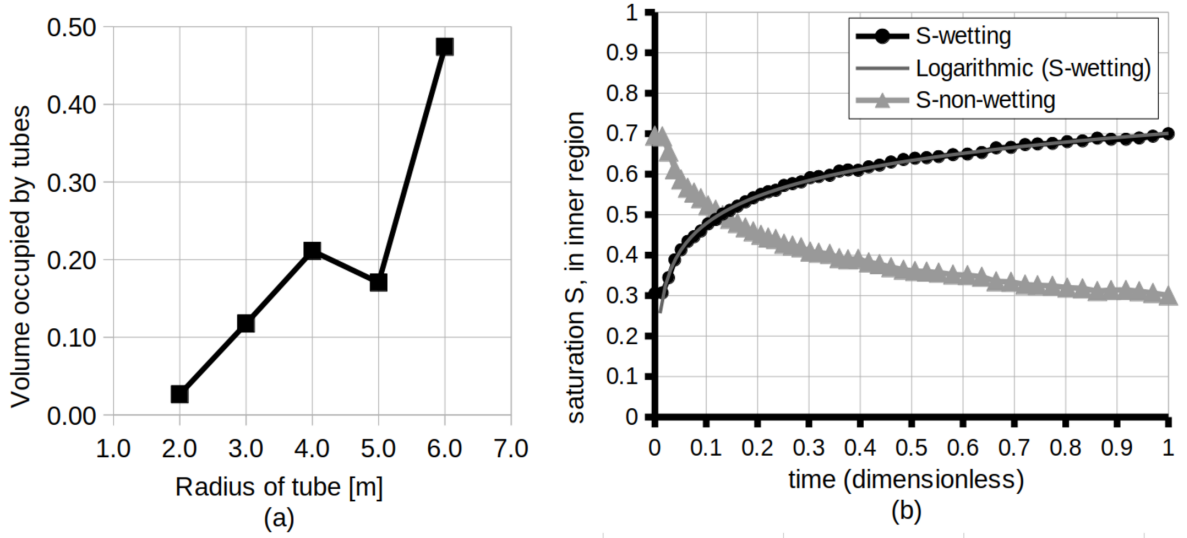 0.50
0.40
0.30
0.20
0.10
0.00
Volume occupied by tubes
1.0 2.0 3.0 4.0 5.0 6.0 7.0
Radius of tube [m]
(a)
1
0.9
0.8
0.7
0.6
0.5
0.4
0.3
0.2
0.1
0
saturation S, in inner region
S-wetting
Logarithmic (S-wetting)
S-non-wetting
0 0.1 0.2 0.3 0.4 0.5 0.6 0.7 0.8 0.9 1
time (dimensionless)
(b)